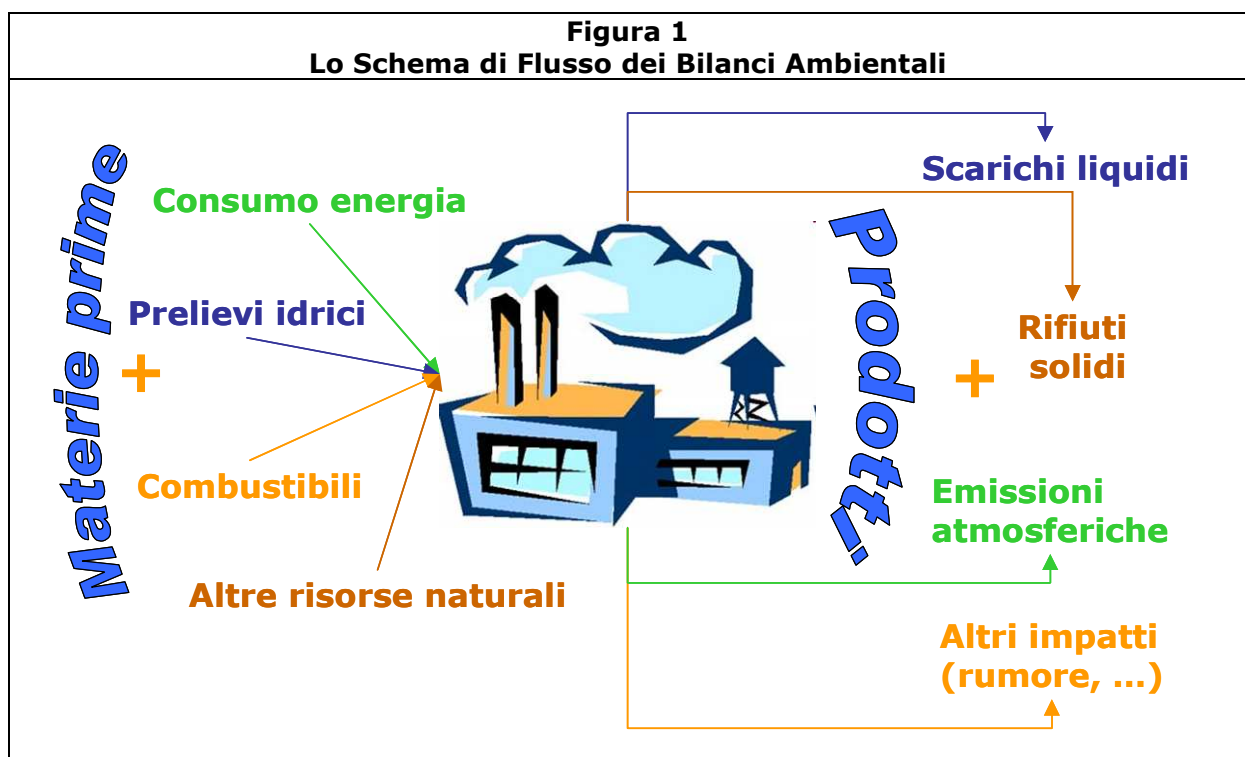 Figura 1
Lo Schema di Flusso dei Bilanci Ambientali
Materie prime
+
Consumo energia
Prelievi idrici
Combustibili
Altre risorse naturali
Prodotti
+
Scarichi liquidi
Rifiuti
solidi
Emissioni
atmosferiche
Altri impatti
(rumore, ...)